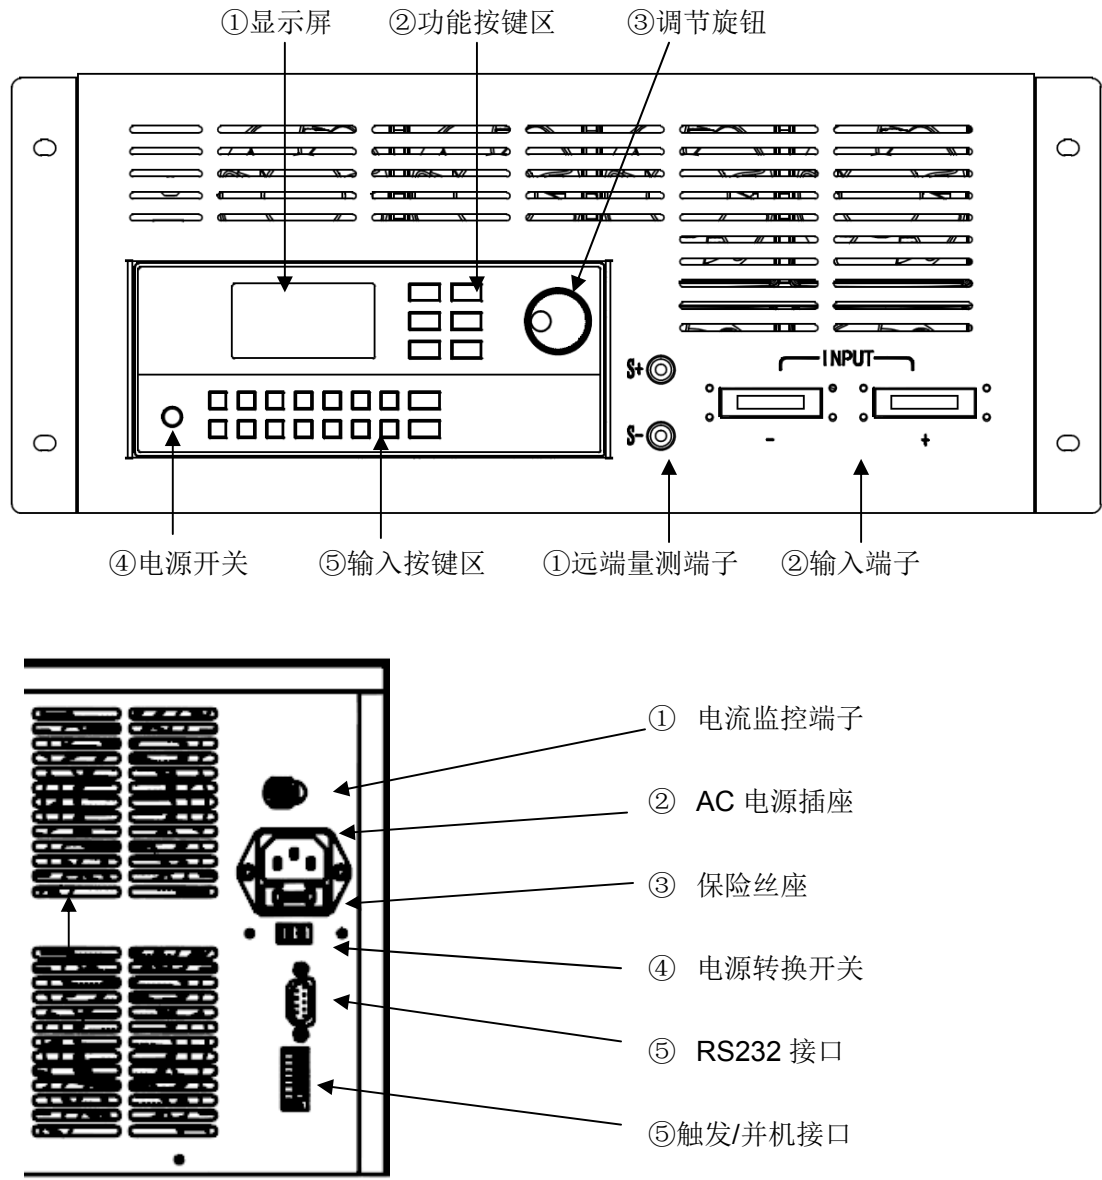 ①显示屏 ②功能按键区 ③调节旋钮
INPUT
S+
S-
- +
④电源开关 ⑤输入按键区 ①远端量测端子 ②输入端子
① 电流监控端子
② AC 电源插座
③ 保险丝座
④ 电源转换开关
⑤ RS232 接口
⑤触发/并机接口